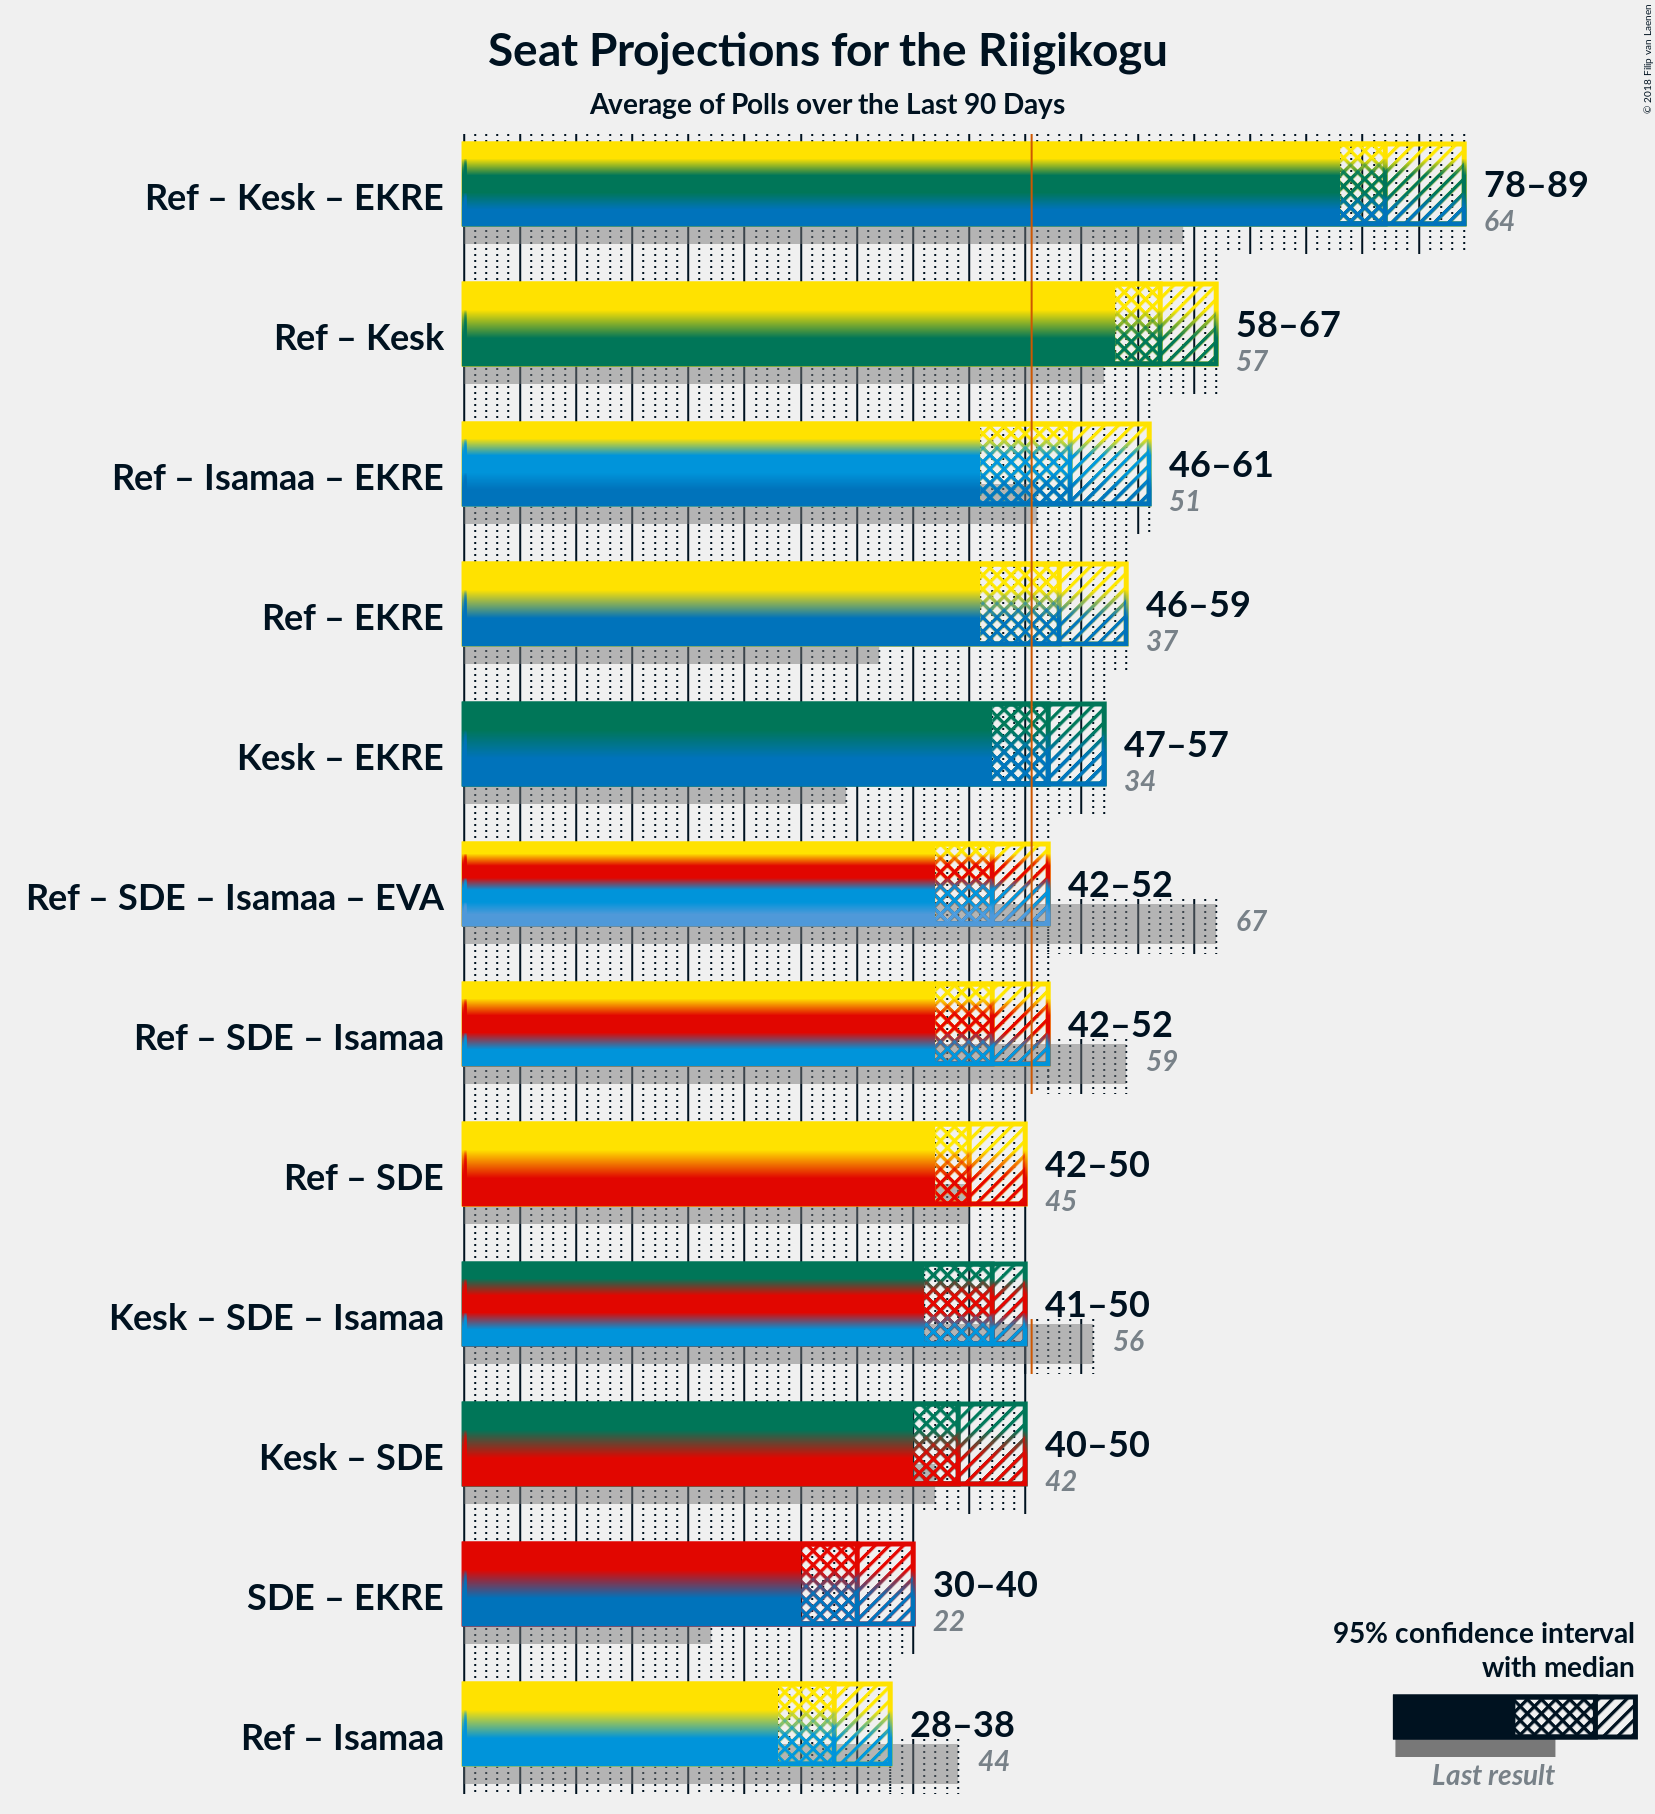 Seat Projections for the Riigikogu
Average of Polls over the Last 90 Days
© 2018 Filip van Laenen
Ref – Kesk – EKRE
78–89
64
Ref – Kesk
58–67
57
Ref – Isamaa – EKRE
46–61
51
Ref – EKRE
46–59
37
Kesk – EKRE
47–57
34
Ref – SDE – Isamaa – EVA
42–52
67
Ref – SDE – Isamaa
42–52
59
Ref – SDE
42–50
45
Kesk – SDE – Isamaa
41–50
56
Kesk – SDE
40–50
42
SDE – EKRE
30–40
22
Ref – Isamaa
28–38
44
95% confidence interval
with median
Last result